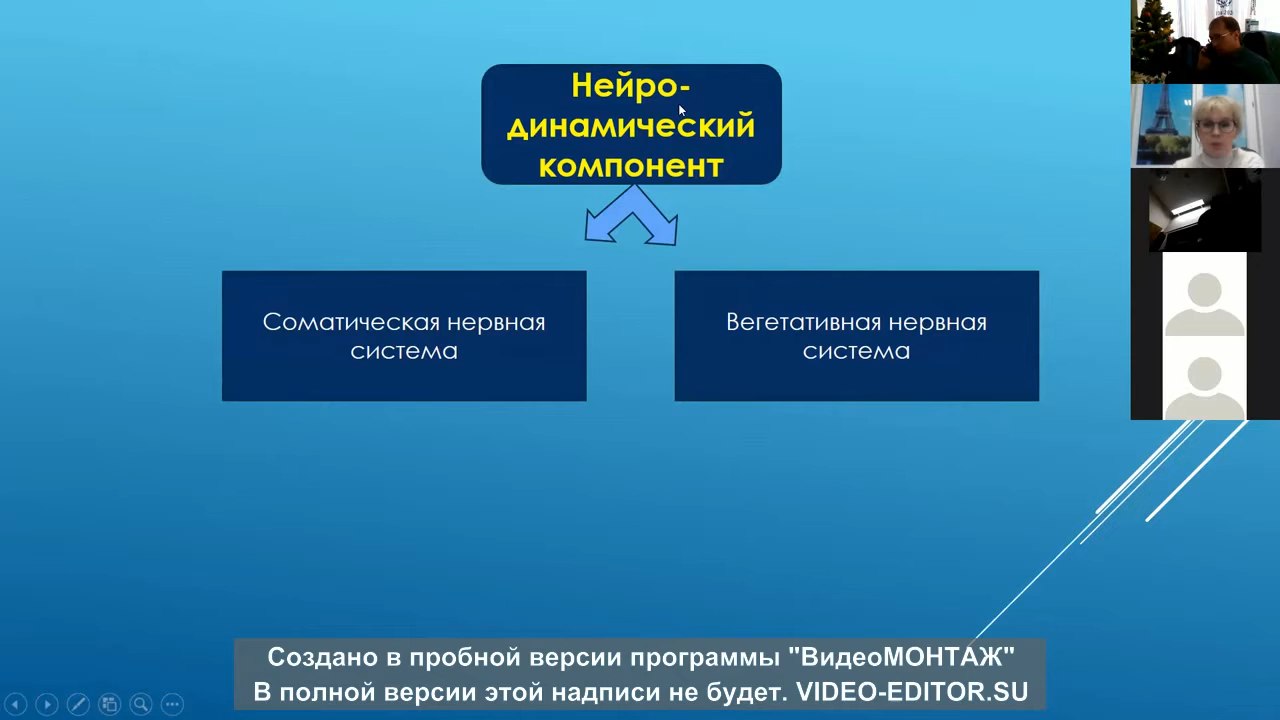 Нейро-
динамический
компонент
Соматическая нервная
система
Вегетативная нервная
система
Создано в пробной версии программы "ВидеоМОНТАЖ"
В полной версии этой надписи не будет. VIDEO-EDITOR.SU